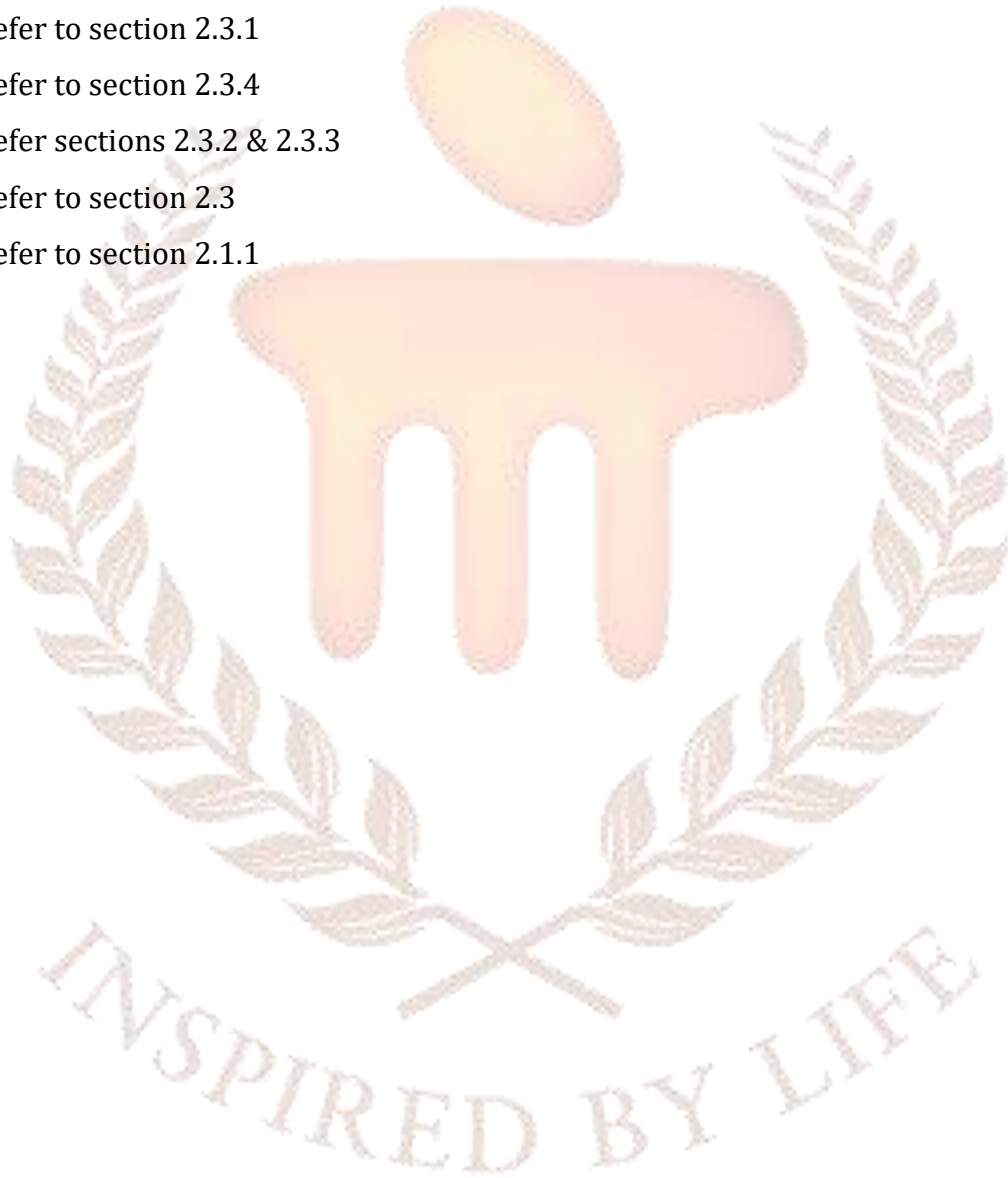 efer to section 2.3.1
efer to section 2.3.4
efer sections 2.3.2 & 2.3.3
efer to section 2.3
efer to section 2.1.1
INSPIRED BY LIFE